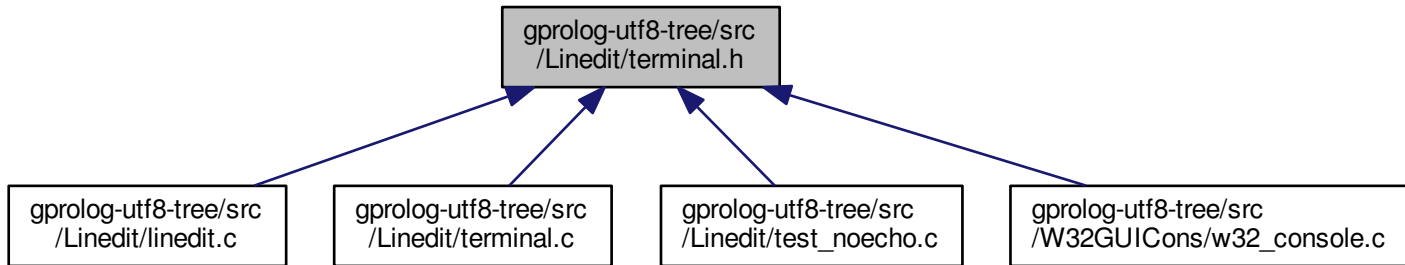 gprolog-utf8-tree/src
/Linedit/terminal.h
gprolog-utf8-tree/src
/Linedit/linedit.c
gprolog-utf8-tree/src
/Linedit/terminal.c
gprolog-utf8-tree/src
/Linedit/test_noecho.c
gprolog-utf8-tree/src
/W32GUICons/w32_console.c